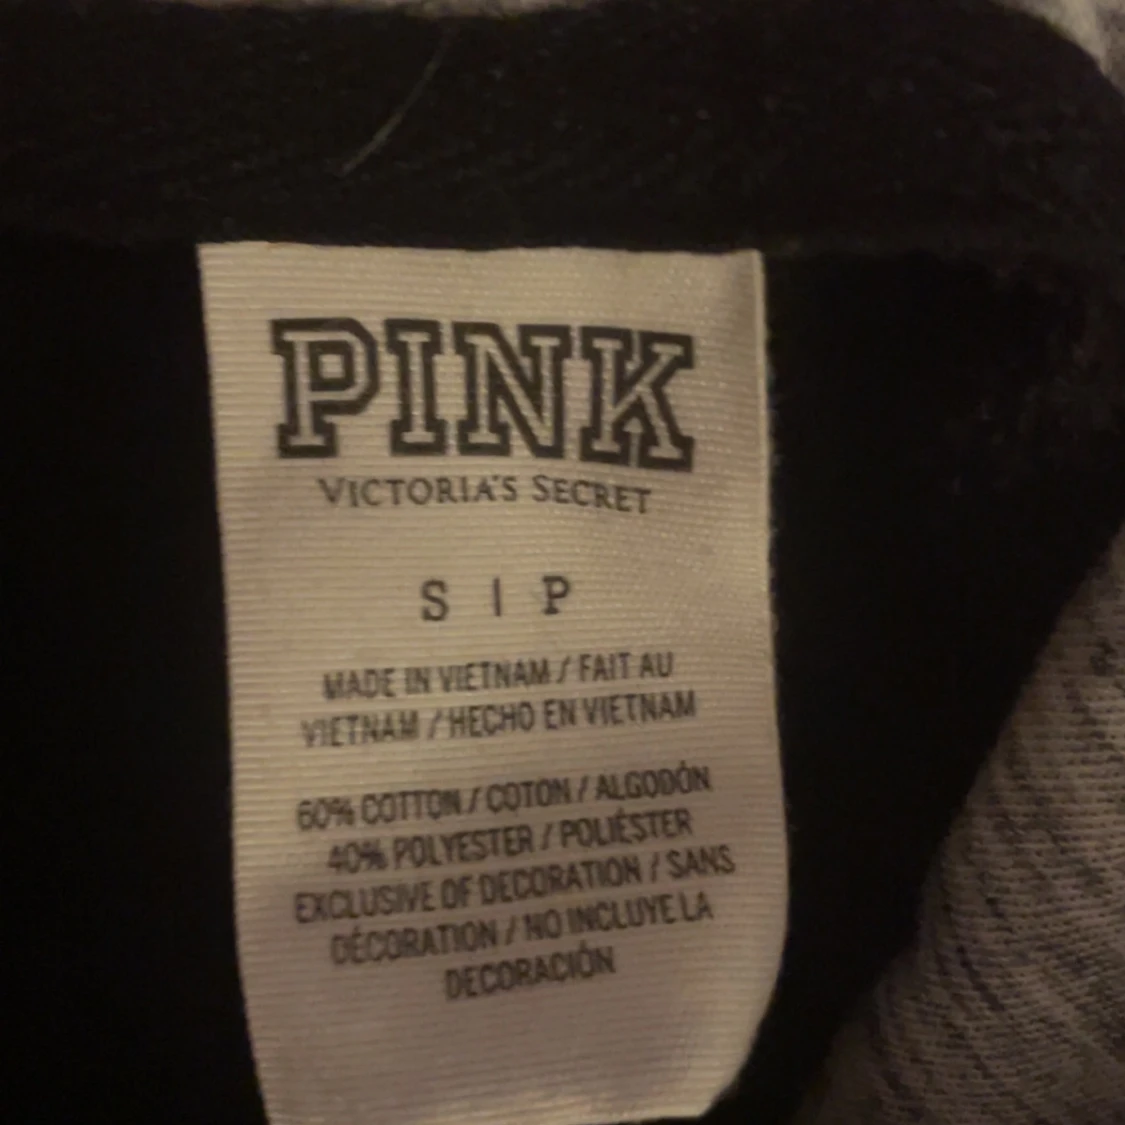 PINK
VICTORIA'S SECRET
S | P
MADE IN VIETNAM / FAIT AU
VIETNAM / HECHO EN VIETNAM
60% COTTON / COTON / ALGODÓN
40% POLYESTER / POLIÉSTER
EXCLUSIVE OF DECORATION / SANS
DÉCORATION / NO INCLUYE LA
DECORACIÓN